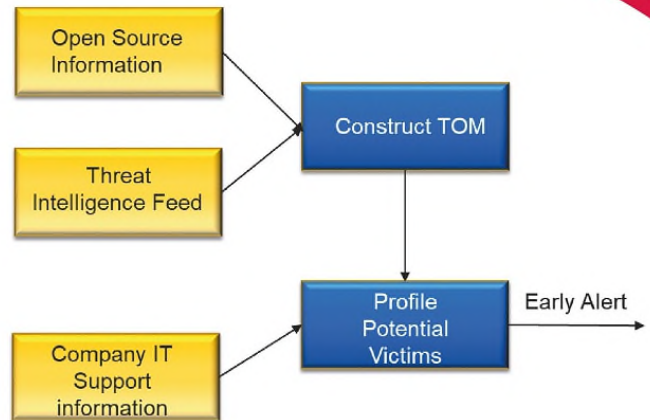 Open Source
Information
Construct TOM
Threat
Intelligence Feed
Profile
Potential
Victims
Early Alert
Company IT
Support
information